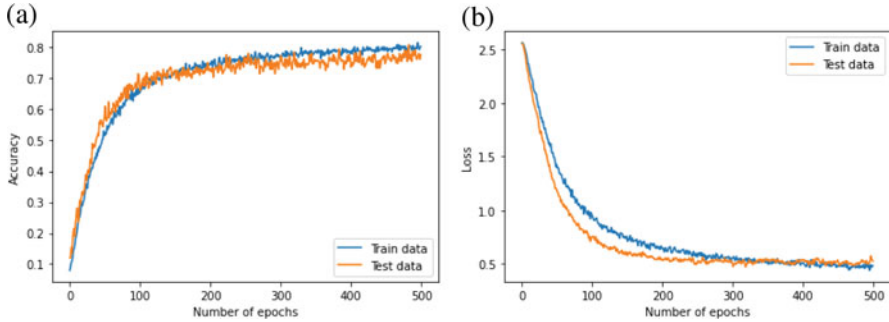 (a)
0.8
0.7
0.6
0.5
0.4
0.3
0.2
0.1
Accuracy
Train data
Test data
0 100 200 300 400 500
Number of epochs
(b)
2.5
2.0
1.5
1.0
0.5
Loss
Train data
Test data
0 100 200 300 400 500
Number of epochs